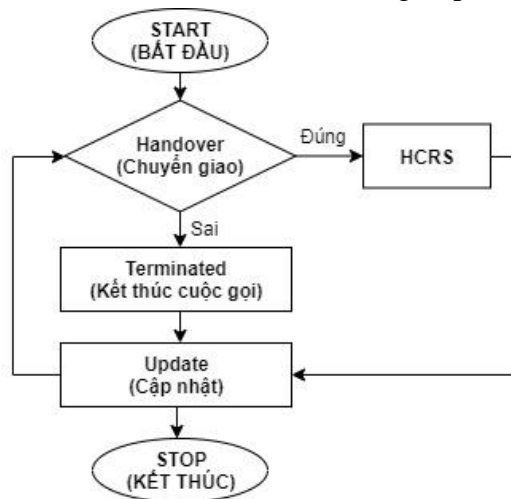 START
(BẮT ĐẦU)
Handover
(Chuyển giao)
Đúng
HCRS
Sai
Terminated
(Kết thúc cuộc gọi)
Update
(Cập nhật)
STOP
(KẾT THÚC)